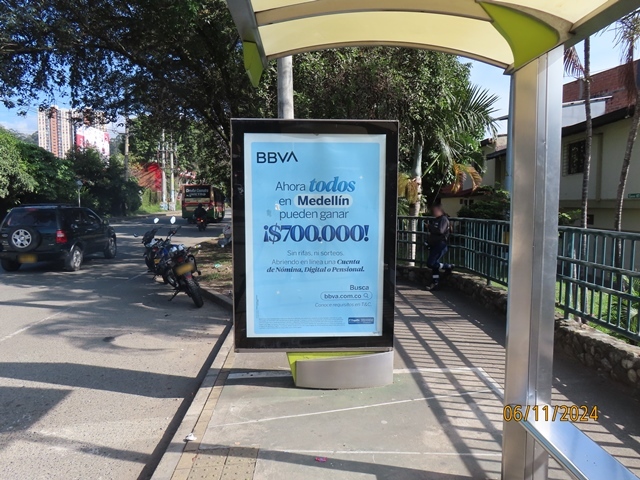 BBVA
Ahora todos
en Medellín
pueden ganar
¡$700.000!
Sin rifas, ni sorteos.
Abriendo en línea una Cuenta
de Nómina, Digital o Pensional.
Busca
bbva.com.co
06/11/2024